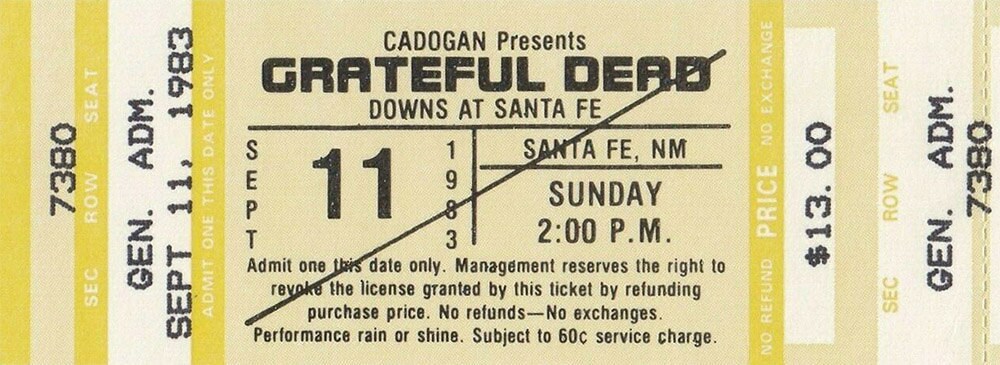 7380
SEC ROW SEAT
GEN. ADM.
SEPT 11, 1983
ADMIT ONE THIS DATE ONLY
CADOGAN Presents
GRATEFUL DEAD
DOWNS AT SANTA FE
SEPT 11 1983
SANTA FE, NM
SUNDAY
2:00 P.M.
Admit one this date only. Management reserves the right to
revoke the license granted by this ticket by refunding
purchase price. No refunds—No exchanges.
Performance rain or shine. Subject to 60¢ service charge.
NO REFUND PRICE NO EXCHANGE
$13.00
SEC ROW SEAT
GEN. ADM.
7380